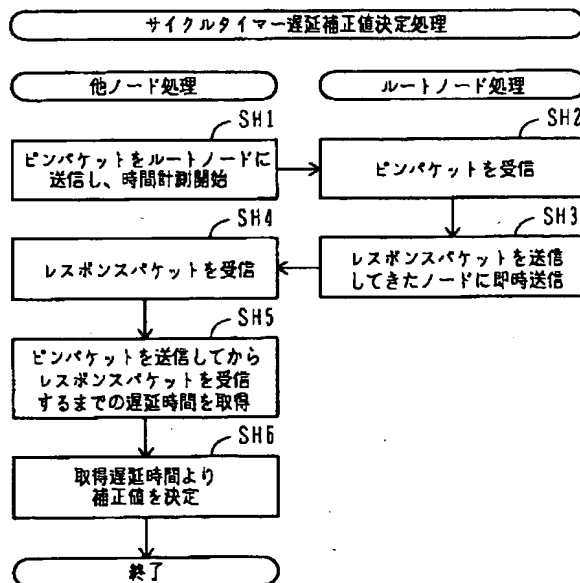 サイクルタイマー遅延補正値決定処理
他ノード処理
ルートノード処理
SH1
ピンパケットをルートノードに
送信し、時間計測開始
SH2
ピンパケットを受信
SH3
レスポンスパケットを送信
してきたノードに即時送信
SH4
レスポンスパケットを受信
SH5
ピンパケットを送信してから
レスポンスパケットを受信
するまでの遅延時間を取得
SH6
取得遅延時間より
補正値を決定
終了